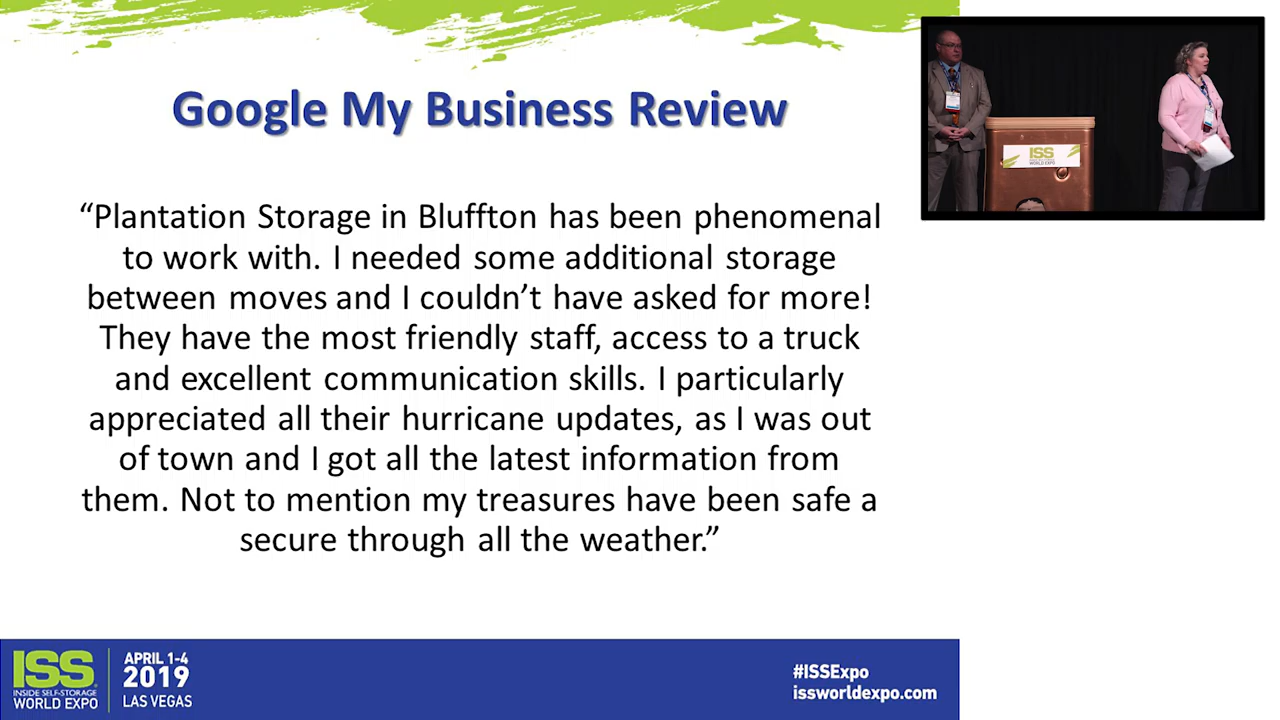 Google My Business Review
“Plantation Storage in Bluffton has been phenomenal
to work with. I needed some additional storage
between moves and I couldn’t have asked for more!
They have the most friendly staff, access to a truck
and excellent communication skills. I particularly
appreciated all their hurricane updates, as I was out
of town and I got all the latest information from
them. Not to mention my treasures have been safe a
secure through all the weather.”
ISS
WORLD EXPO
ISS
INSIDE SELF-STORAGE
WORLD EXPO
APRIL 1-4
2019
LAS VEGAS
#ISSExpo
issworldexpo.com